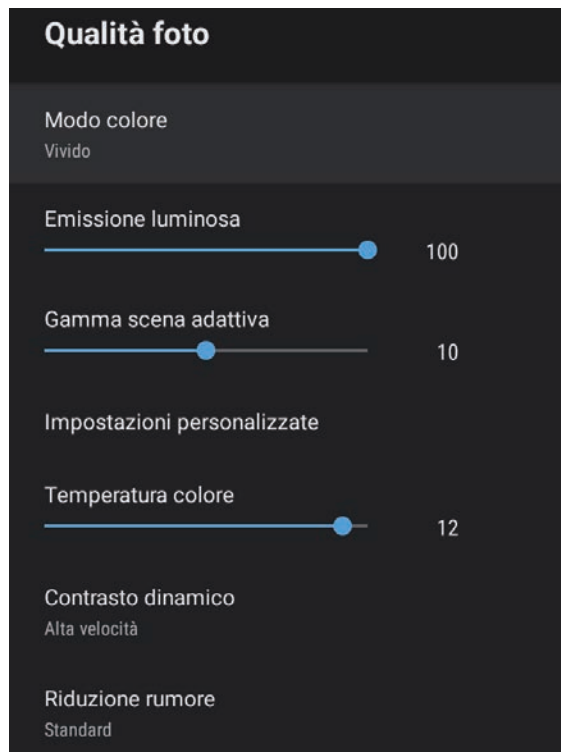 Qualità foto
Modo colore
Vivido
Emissione luminosa
100
Gamma scena adattiva
10
Impostazioni personalizzate
Temperatura colore
12
Contrasto dinamico
Alta velocità
Riduzione rumore
Standard